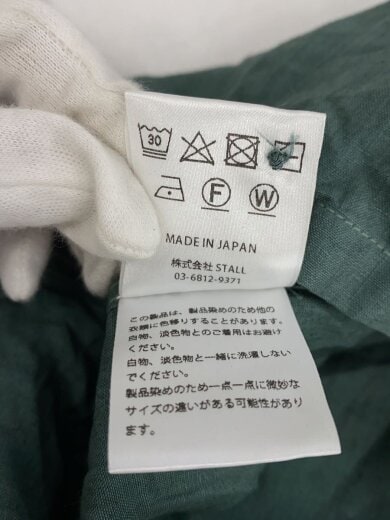 30
F W
MADE IN JAPAN
株式会社 STALL
03-6812-9371
この製品は、製品染めのため他の
衣類に色移りすることがあります。
白物、淡色物とのご着用はお避け
ください。
白物、淡色物と一緒に洗濯しない
でください。
製品染めのため一点一点に微妙な
サイズの違いがある可能性があり
ます。